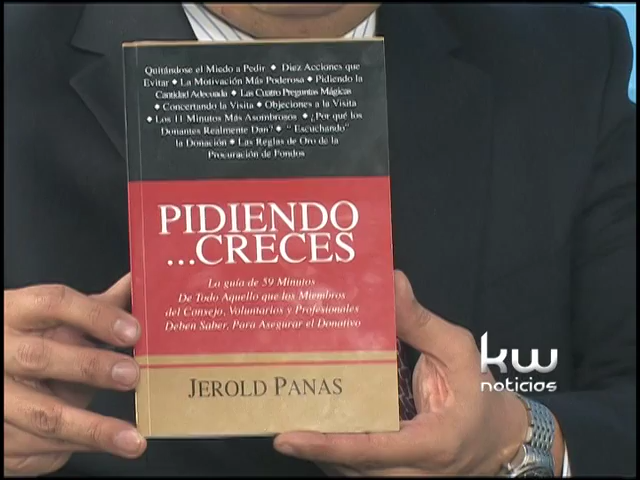 Quitándose el Miedo a Pedir ◆ Diez Acciones que
Evitar ◆ La Motivación Más Poderosa ◆ Pidiendo la
Cantidad Adecuada ◆ Las Cuatro Preguntas Mágicas
◆ Concertando la Visita ◆ Objeciones a la Visita
◆ Los 11 Minutos Más Asombrosos ◆ ¿Por qué los
Donantes Realmente Dan? ◆ "Escuchando"
la Donación ◆ Las Reglas de Oro de la
Procuración de Fondos
PIDIENDO
...CRECES
La guía de 59 Minutos
De Todo Aquello que los Miembros
del Consejo, Voluntarios y Profesionales
Deben Saber, Para Asegurar el Donativo
JEROLD PANAS
kw
noticias